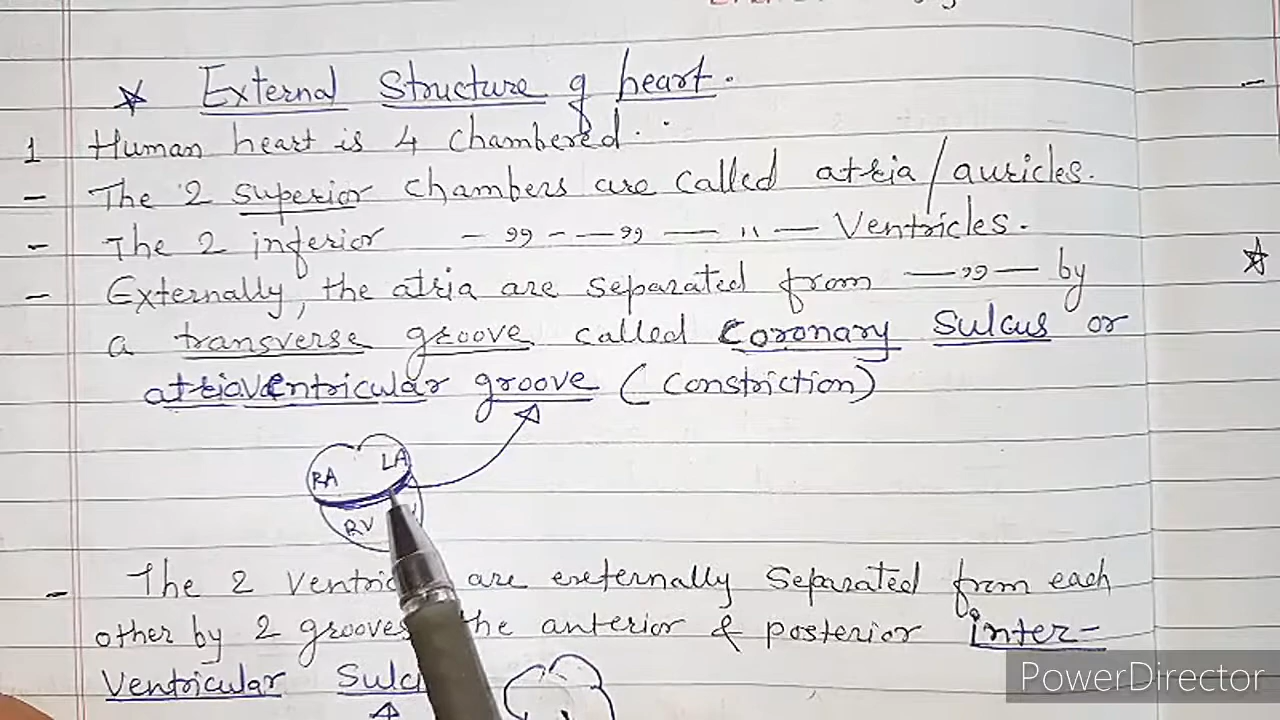 ☆ External Structure of heart.
1 Human heart is 4 chambered.
- The 2 superior chambers are called atria/auricles.
- The 2 inferior - ,, - — ,, — ,, — Ventricles.
- Externally, the atria are separated from — ,, — by
a transverse groove called Coronary Sulcus or
atrioventricular groove (Constriction)
RA LA
RV
- The 2 Ventric are externally Separated from each
other by 2 grooves the anterior & posterior inter-
Ventricular Sulci
PowerDirector